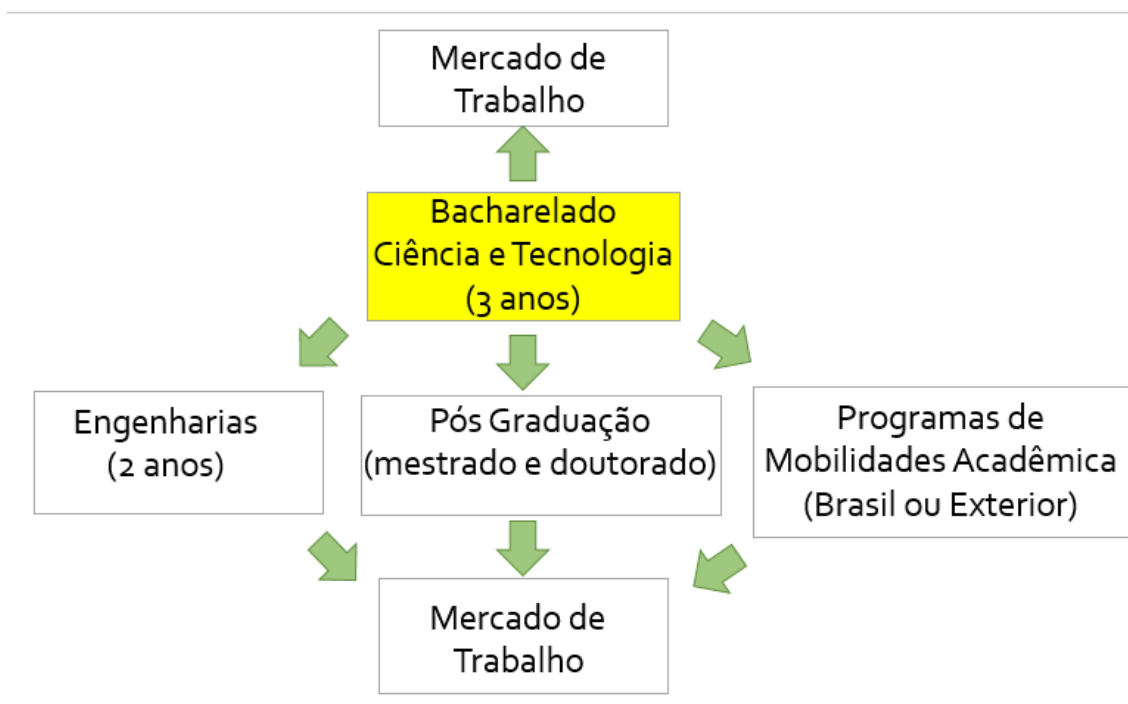 Mercado de
Trabalho
Bacharelado
Ciência e Tecnologia
(3 anos)
Engenharias
(2 anos)
Pós Graduação
(mestrado e doutorado)
Programas de
Mobilidades Acadêmica
(Brasil ou Exterior)
Mercado de
Trabalho